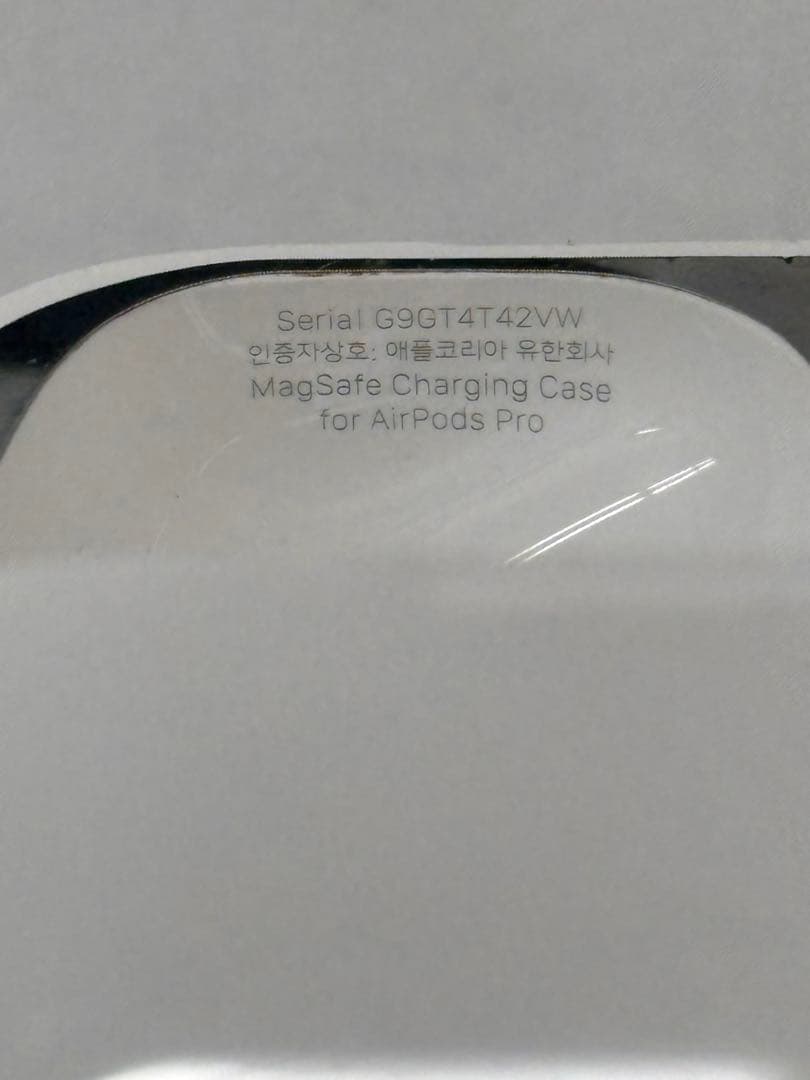 Serial G9GT4T42VW
인증자상호: 애플코리아 유한회사
MagSafe Charging Case
for AirPods Pro